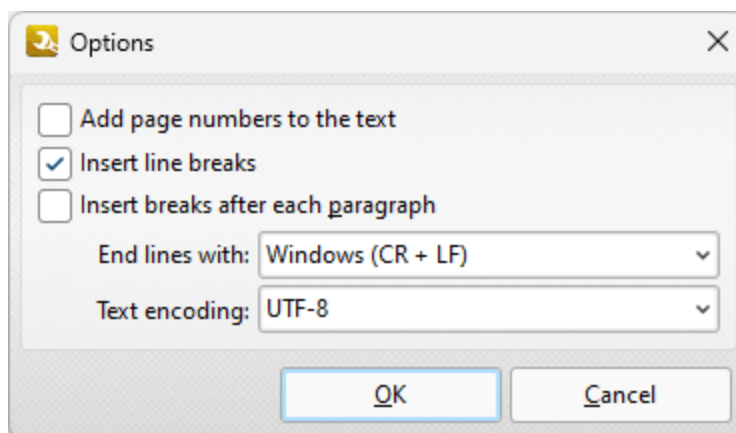 Options
Add page numbers to the text
Insert line breaks
Insert breaks after each paragraph
End lines with: Windows (CR + LF)
Text encoding: UTF-8
OK Cancel